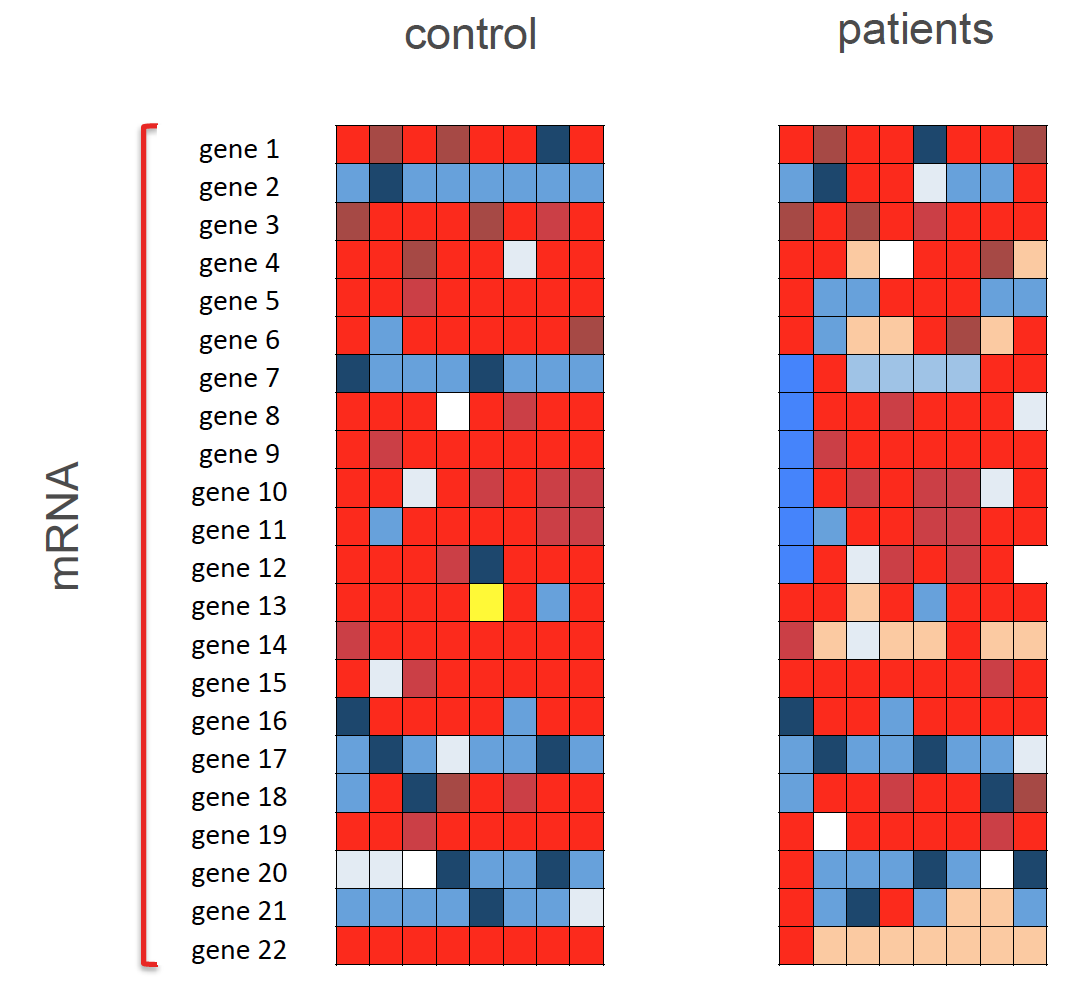 control
patients
mRNA
gene 1
gene 2
gene 3
gene 4
gene 5
gene 6
gene 7
gene 8
gene 9
gene 10
gene 11
gene 12
gene 13
gene 14
gene 15
gene 16
gene 17
gene 18
gene 19
gene 20
gene 21
gene 22